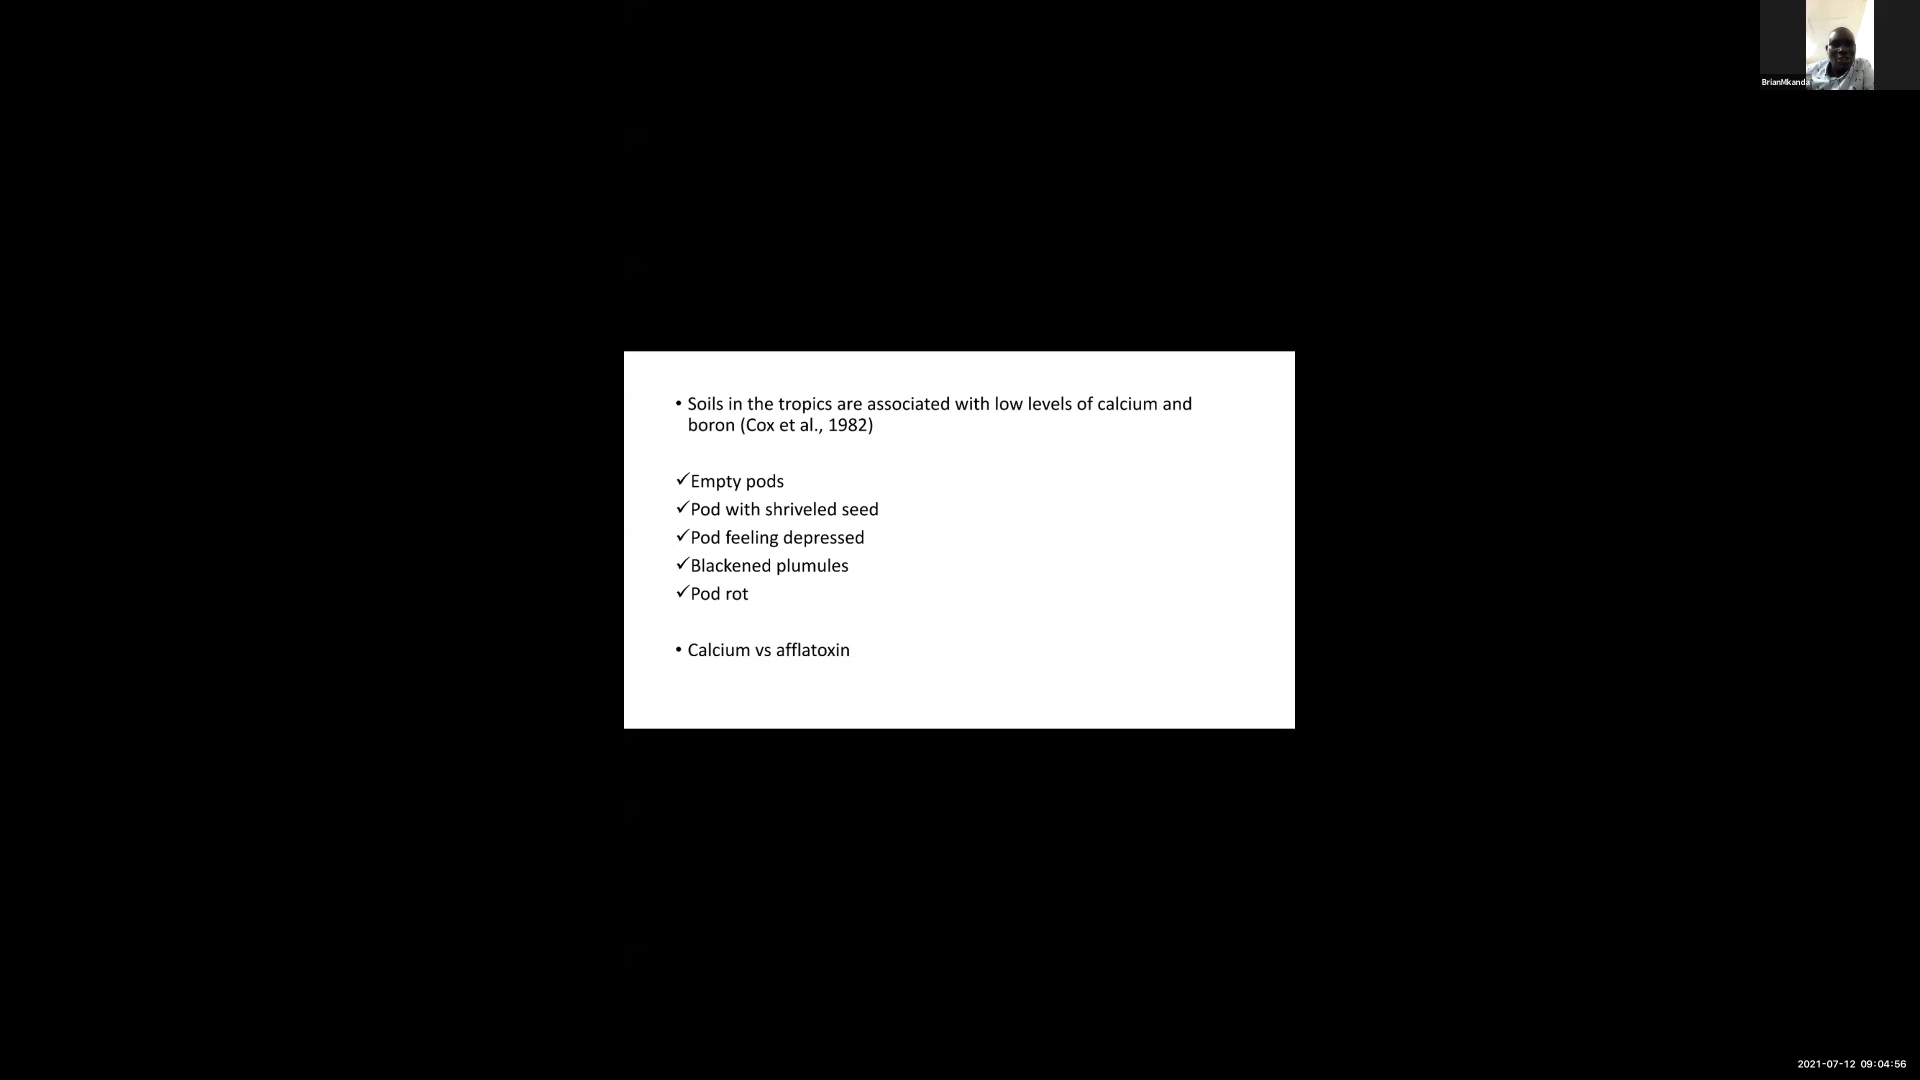 BrianMkanda
• Soils in the tropics are associated with low levels of calcium and
boron (Cox et al., 1982)
✓Empty pods
✓Pod with shriveled seed
✓Pod feeling depressed
✓Blackened plumules
✓Pod rot
• Calcium vs afflatoxin
2021-07-12 09:04:56